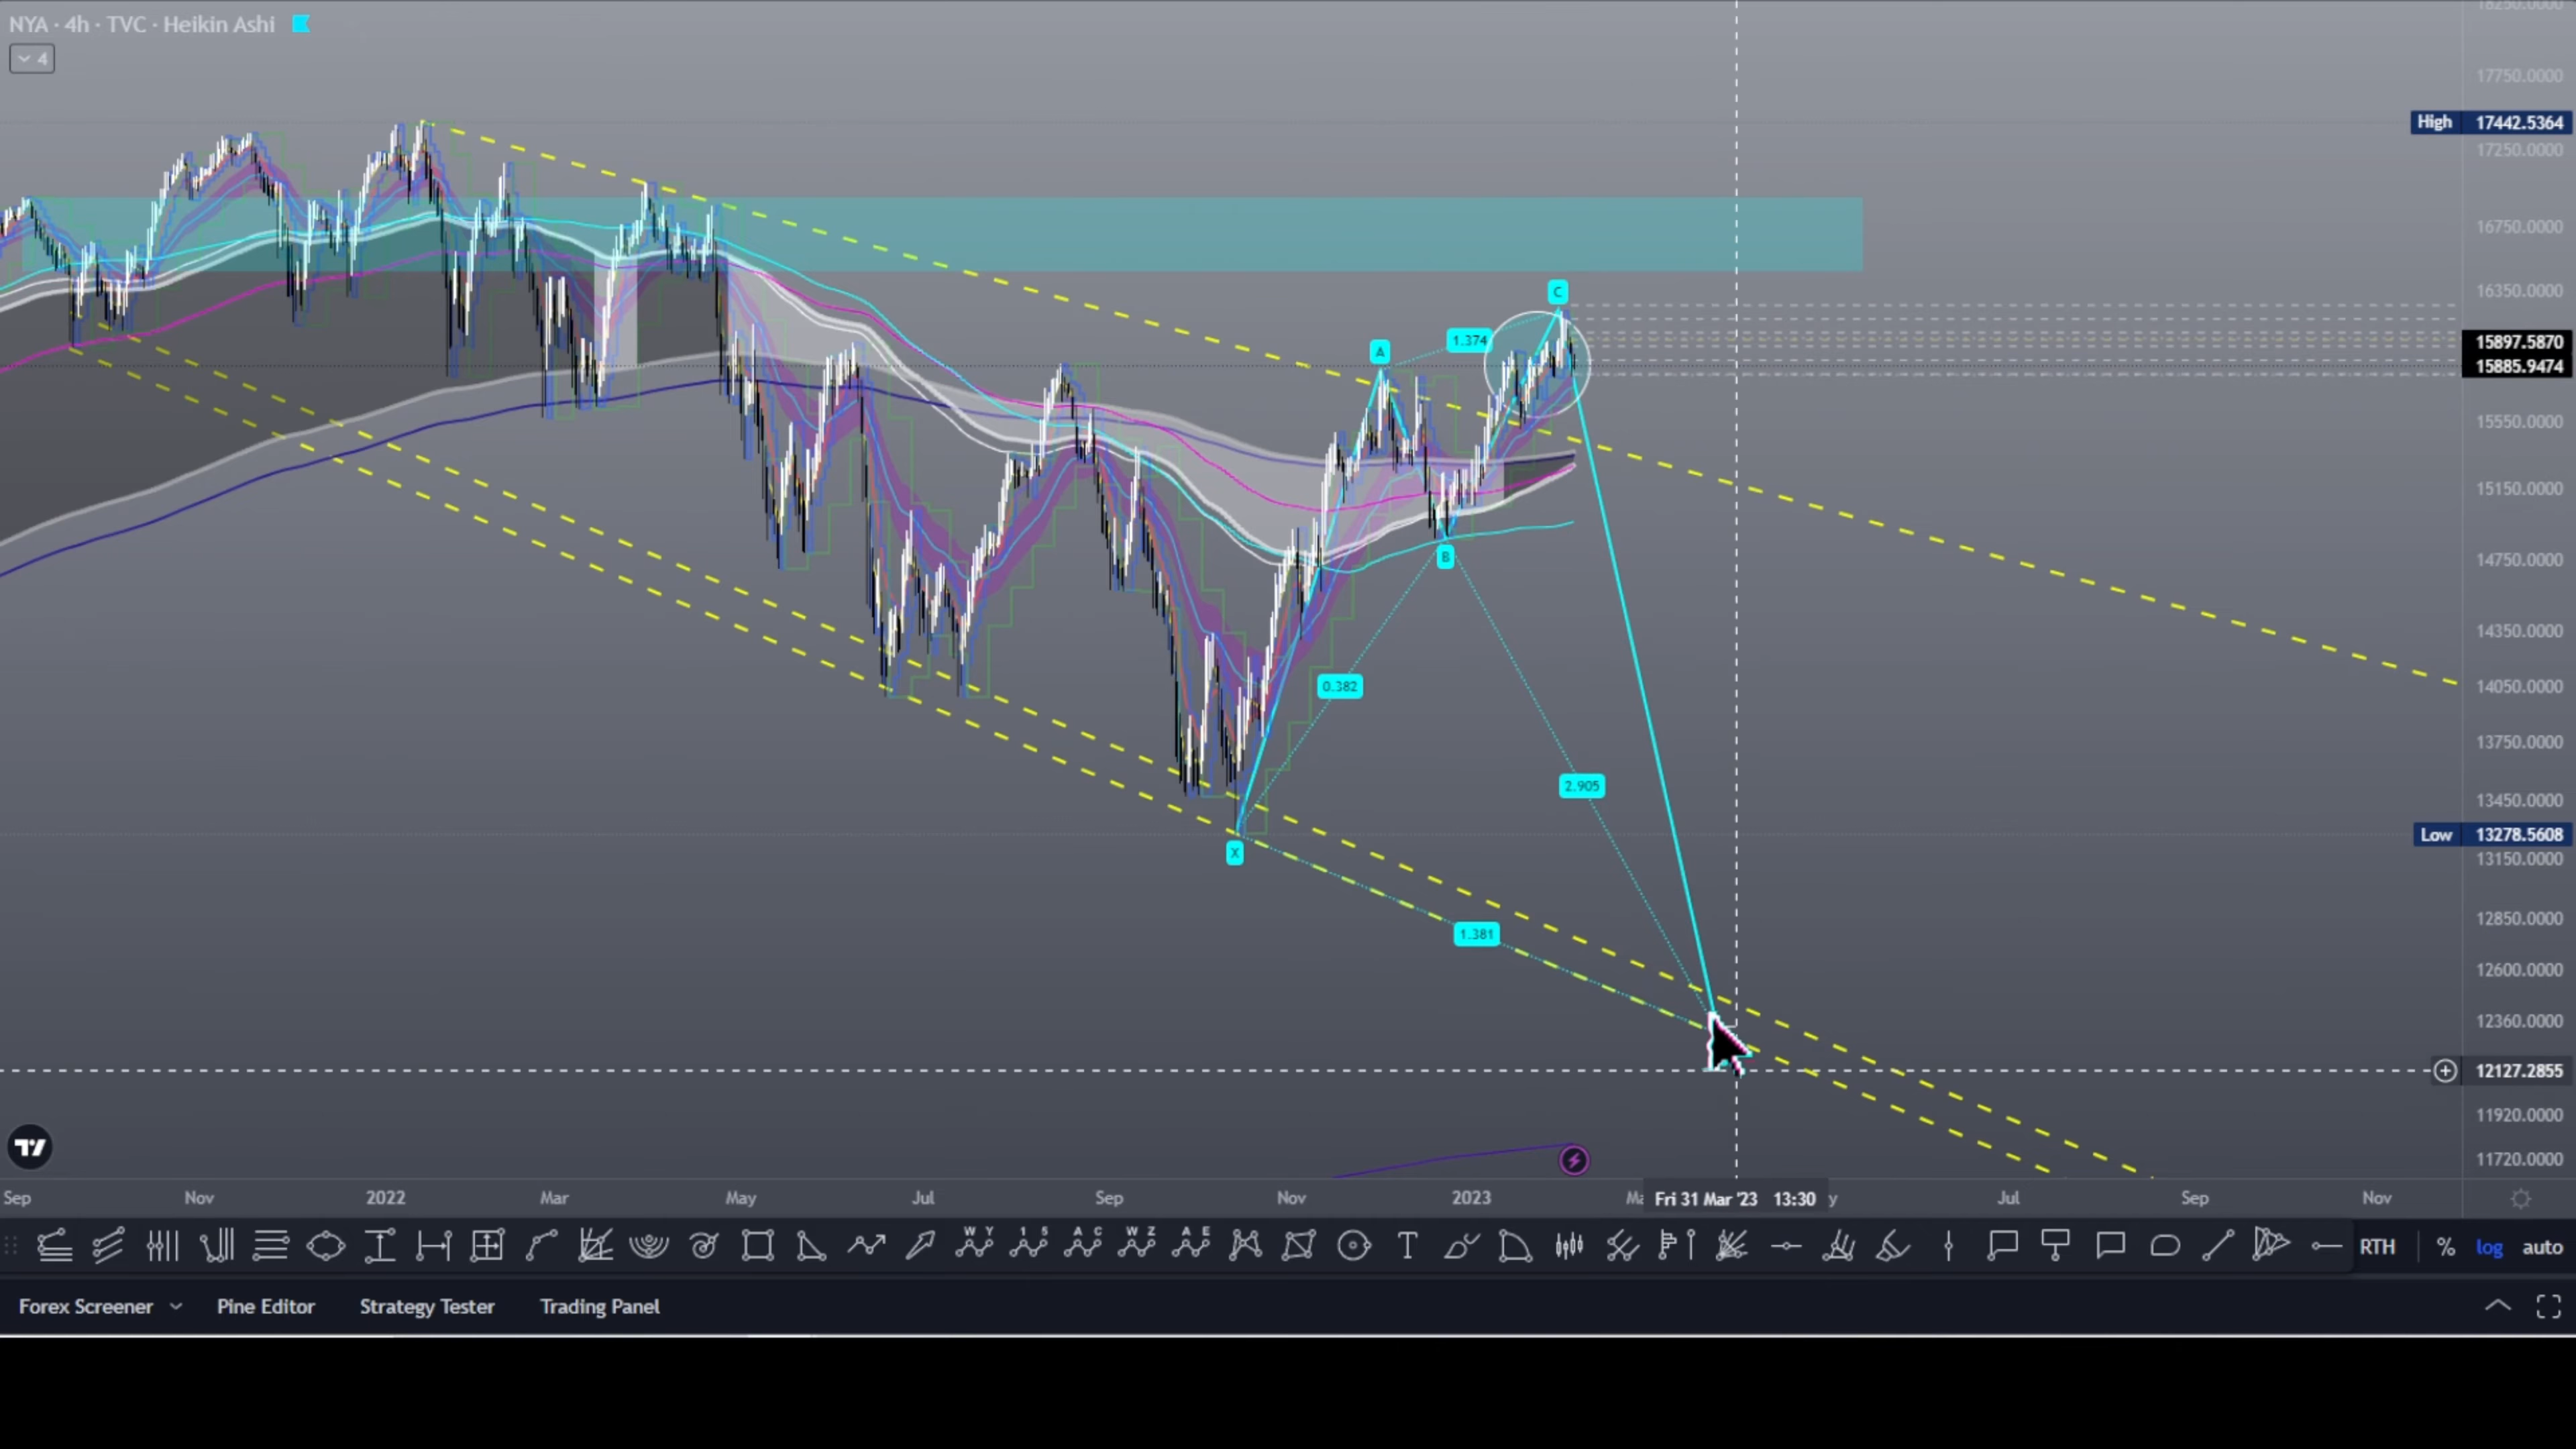 NYA · 4h · TVC · Heikin Ashi
4
18250.0000
17750.0000
High 17442.5364
17250.0000
16750.0000
16350.0000
15897.5870
15885.9474
15550.0000
15150.0000
14750.0000
14350.0000
14050.0000
13750.0000
13450.0000
Low 13278.5608
13150.0000
12850.0000
12600.0000
12360.0000
12127.2855
11920.0000
11720.0000
C
A
1.374
B
0.382
2.905
X
1.381
Sep Nov 2022 Mar May Jul Sep Nov 2023 Fri 31 Mar '23 13:30 Jul Sep Nov
W Y 1 5 A C W Z A E T RTH % log auto
Forex Screener Pine Editor Strategy Tester Trading Panel